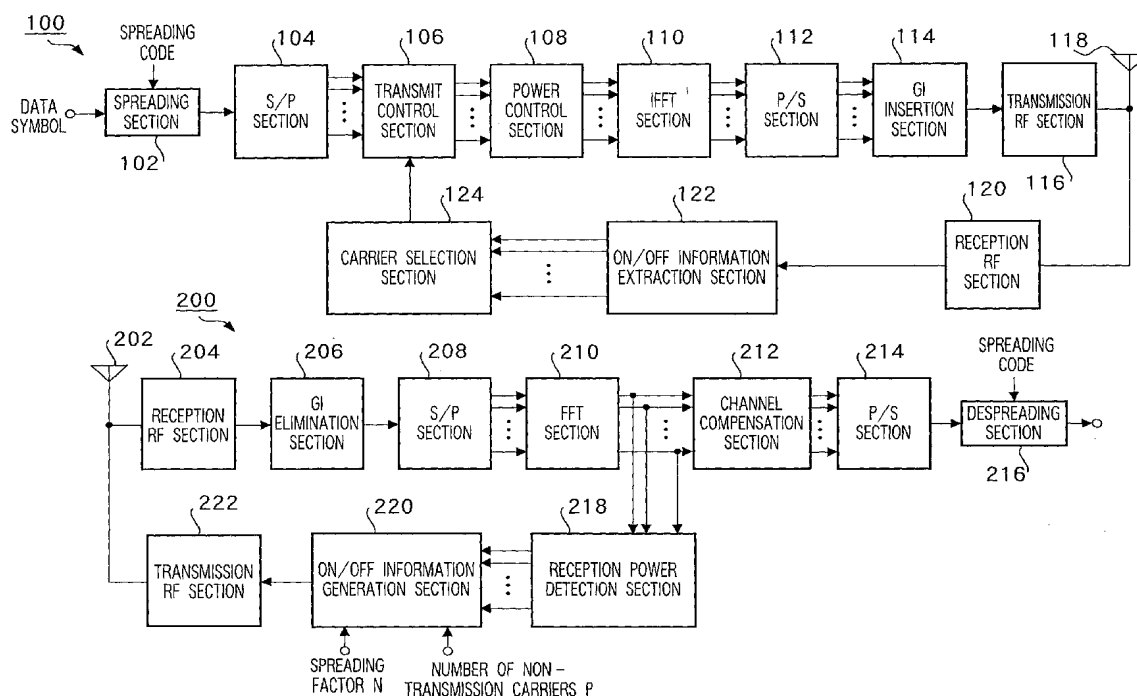 100
SPREADING
CODE
DATA
SYMBOL
SPREADING
SECTION
102
104
S/P
SECTION
106
TRANSMIT
CONTROL
SECTION
108
POWER
CONTROL
SECTION
110
IFFT
SECTION
112
P/S
SECTION
114
GI
INSERTION
SECTION
TRANSMISSION
RF SECTION
116
118
124
CARRIER SELECTION
SECTION
122
ON/OFF INFORMATION
EXTRACTION SECTION
120
RECEPTION
RF
SECTION
200
202
204
RECEPTION
RF SECTION
206
GI
ELIMINATION
SECTION
208
S/P
SECTION
210
FFT
SECTION
212
CHANNEL
COMPENSATION
SECTION
214
P/S
SECTION
SPREADING
CODE
DESPREADING
SECTION
216
222
TRANSMISSION
RF SECTION
220
ON/OFF INFORMATION
GENERATION SECTION
218
RECEPTION POWER
DETECTION SECTION
SPREADING
FACTOR N
NUMBER OF NON-
TRANSMISSION CARRIERS P